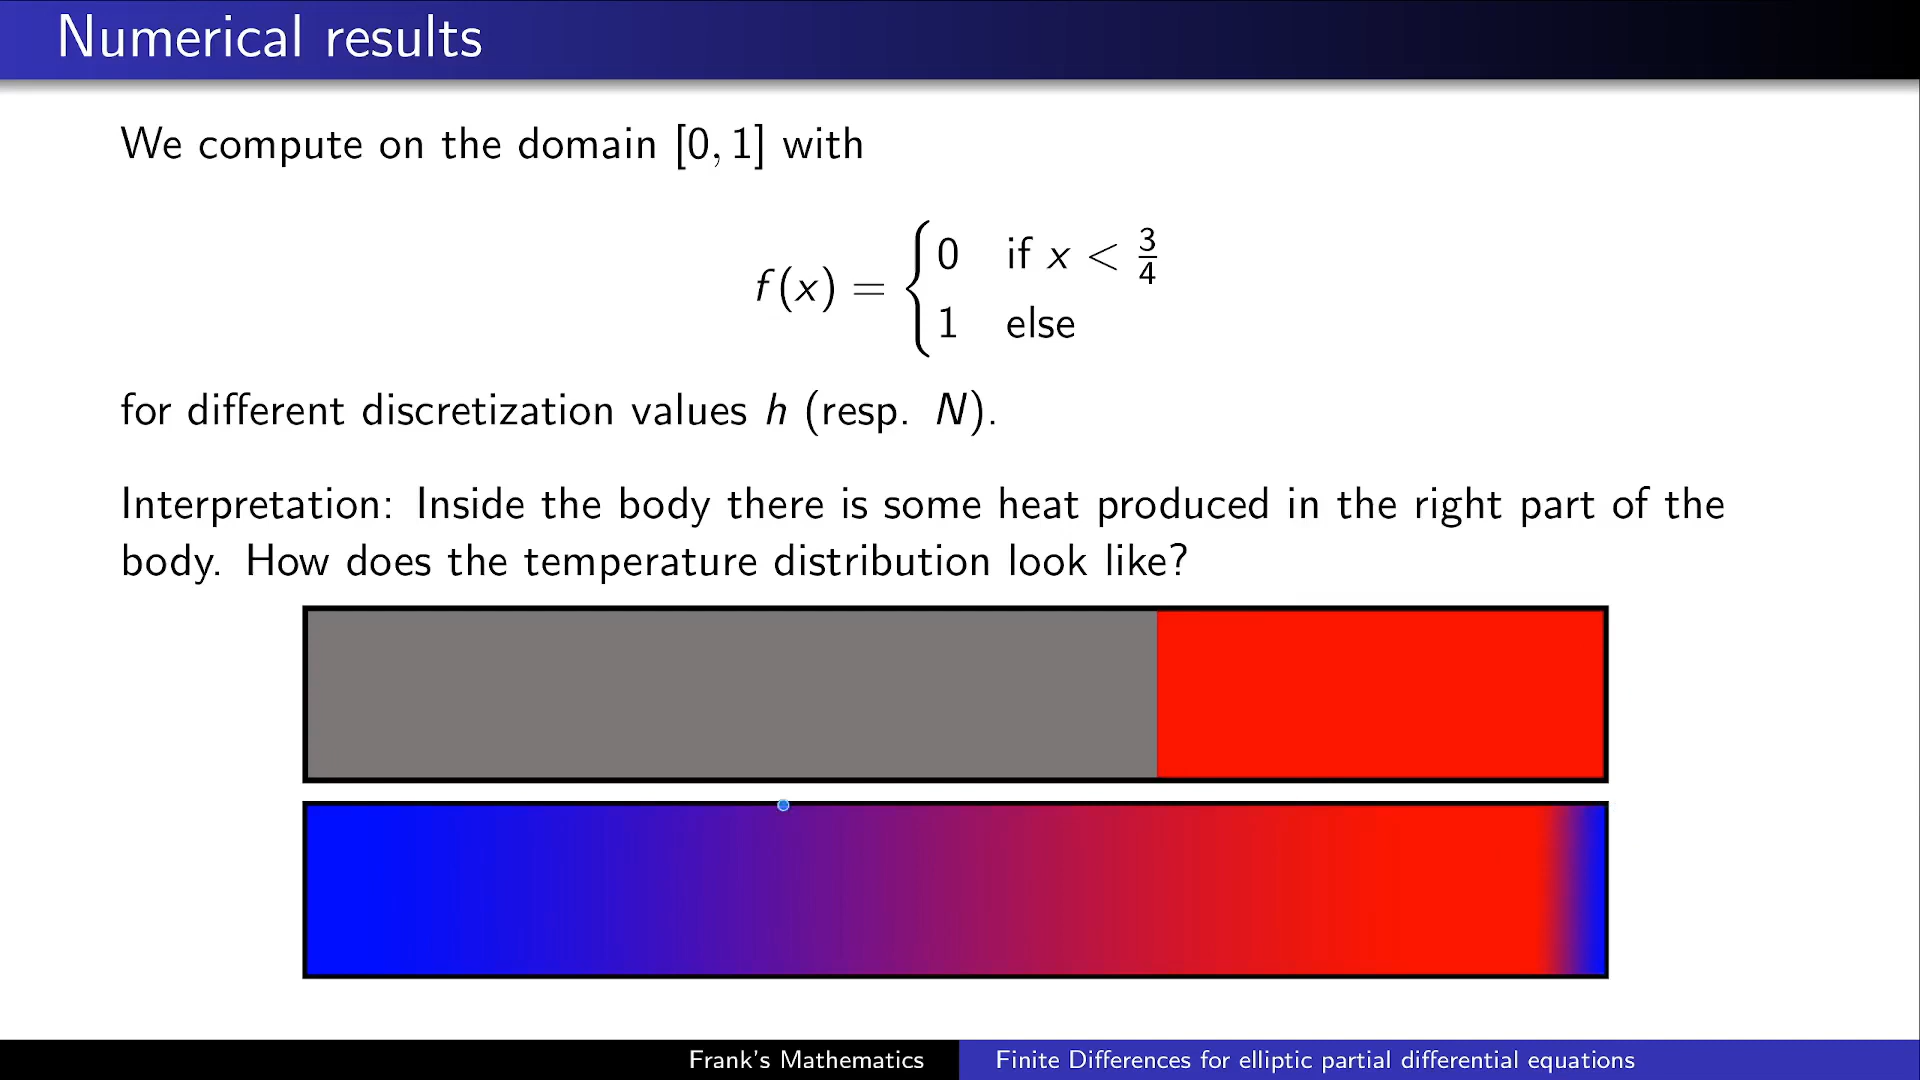 Numerical results
We compute on the domain [0, 1] with
f(x) = { 0 if x < 3/4
1 else
for different discretization values h (resp. N).
Interpretation: Inside the body there is some heat produced in the right part of the
body. How does the temperature distribution look like?
Frank's Mathematics
Finite Differences for elliptic partial differential equations